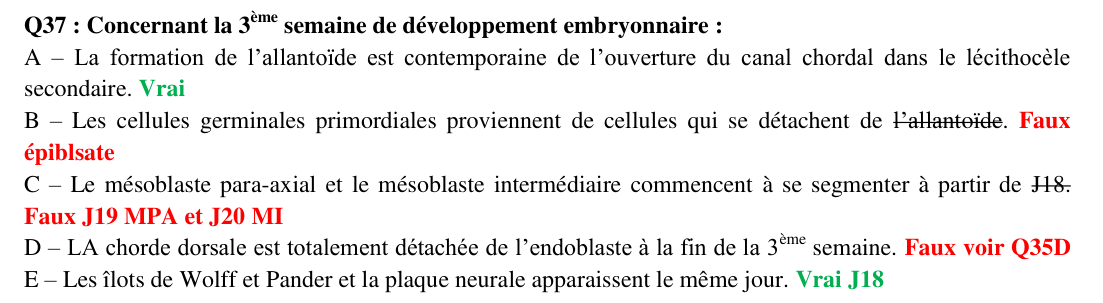 Q37 : Concernant la 3ème semaine de développement embryonnaire :
A – La formation de l’allantoïde est contemporaine de l’ouverture du canal chordal dans le lécithocèle
secondaire. Vrai
B – Les cellules germinales primordiales proviennent de cellules qui se détachent de l’allantoïde. Faux
épiblsate
C – Le mésoblaste para-axial et le mésoblaste intermédiaire commencent à se segmenter à partir de J18.
Faux J19 MPA et J20 MI
D – LA chorde dorsale est totalement détachée de l’endoblaste à la fin de la 3ème semaine. Faux voir Q35D
E – Les îlots de Wolff et Pander et la plaque neurale apparaissent le même jour. Vrai J18